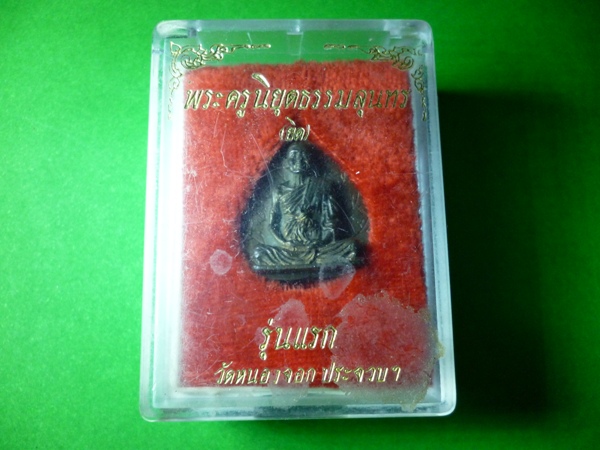 พระครูนิยุตธรรมสุนทร
(ยิด)
รุ่นแรก
วัดหนองจอก ประจวบฯ